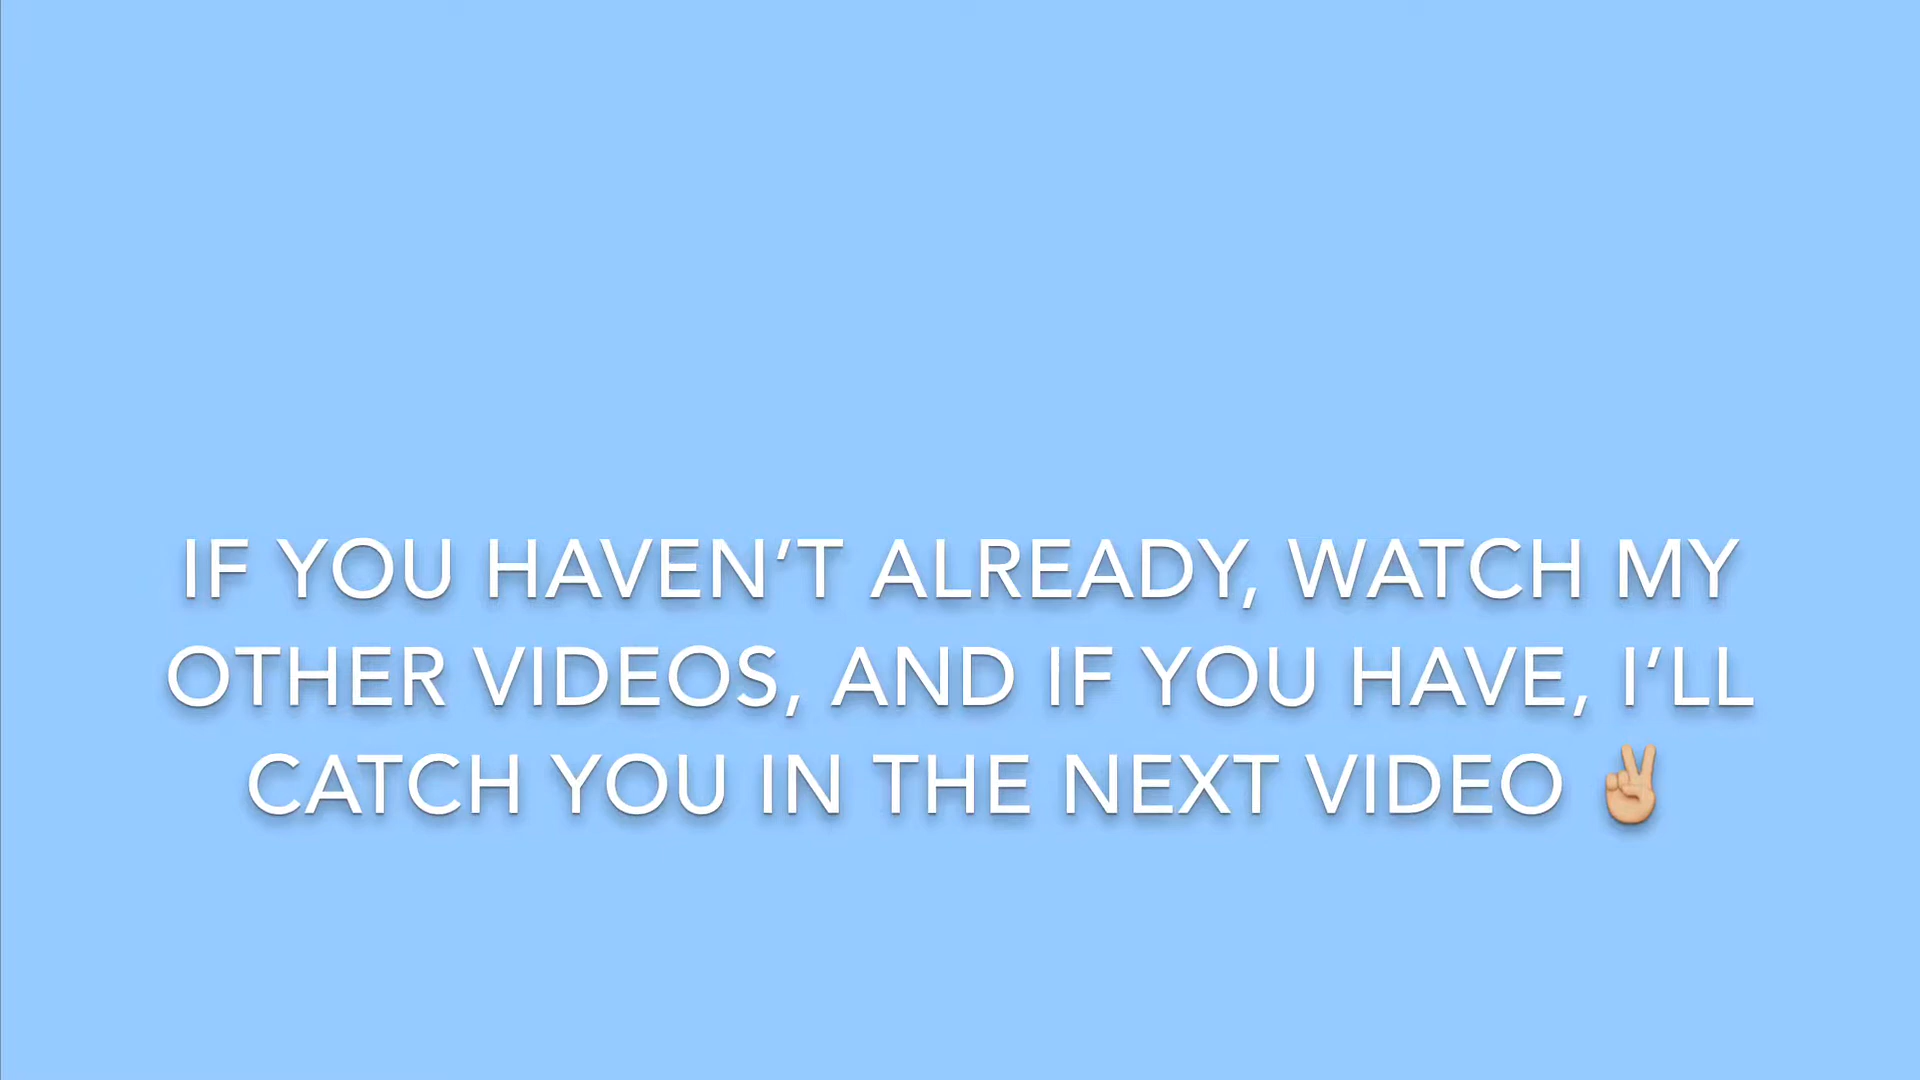 IF YOU HAVEN’T ALREADY, WATCH MY
OTHER VIDEOS, AND IF YOU HAVE, I’LL
CATCH YOU IN THE NEXT VIDEO ✌🏼